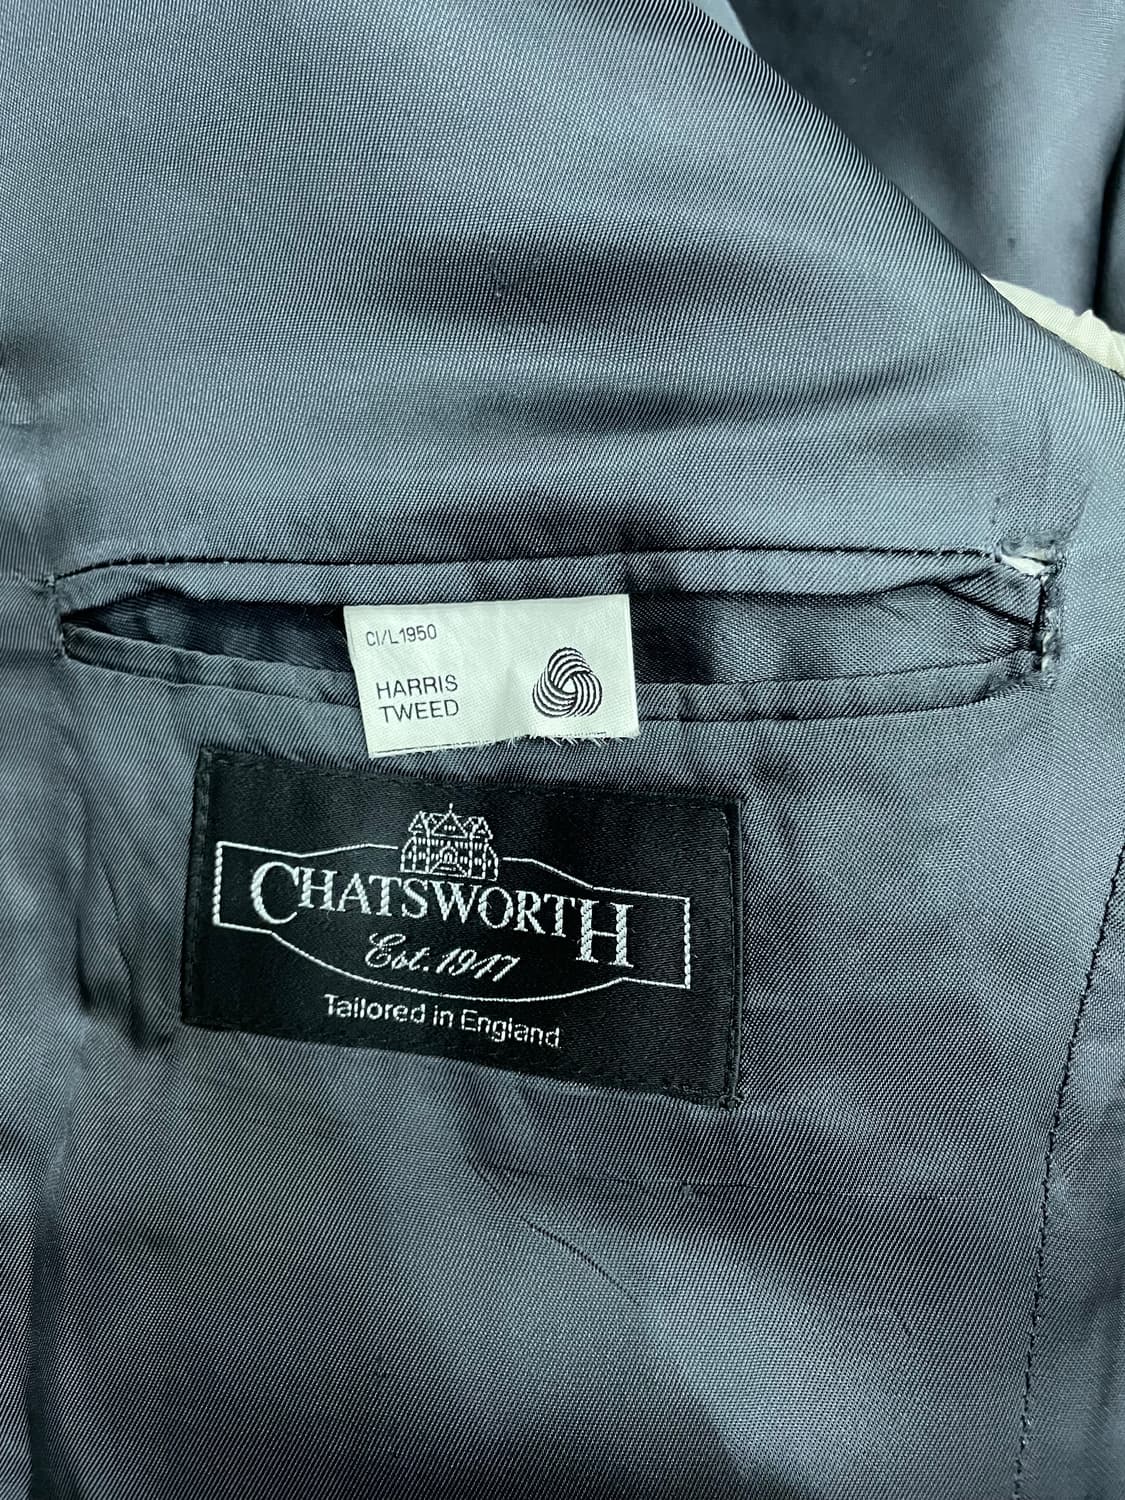 CI/L1950
HARRIS
TWEED
CHATSWORTH
Est. 1947
Tailored in England